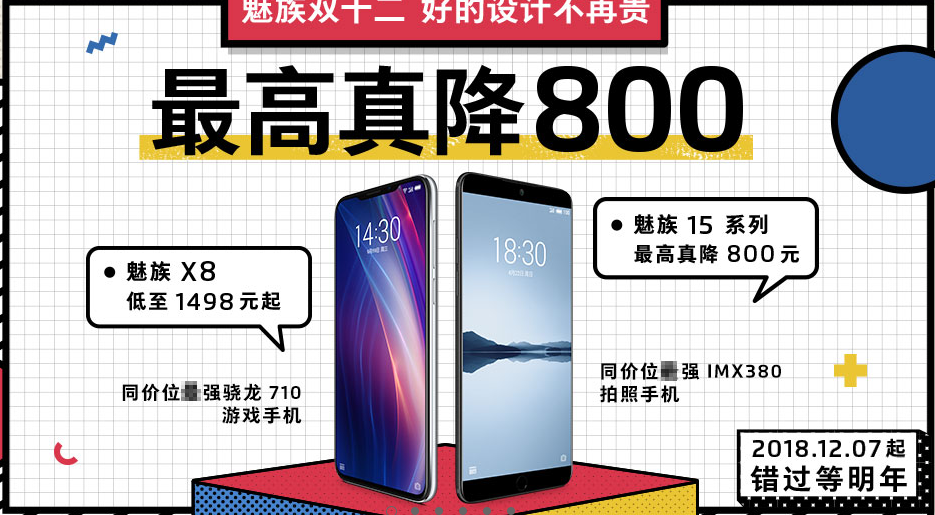 魅族双十二 好的设计不再贵
最高真降800
魅族 X8
低至 1498 元起
同价位 强骁龙 710
游戏手机
14:30
18:30
魅族 15 系列
最高真降 800 元
同价位 强 IMX380
拍照手机
2018.12.07起
错过等明年